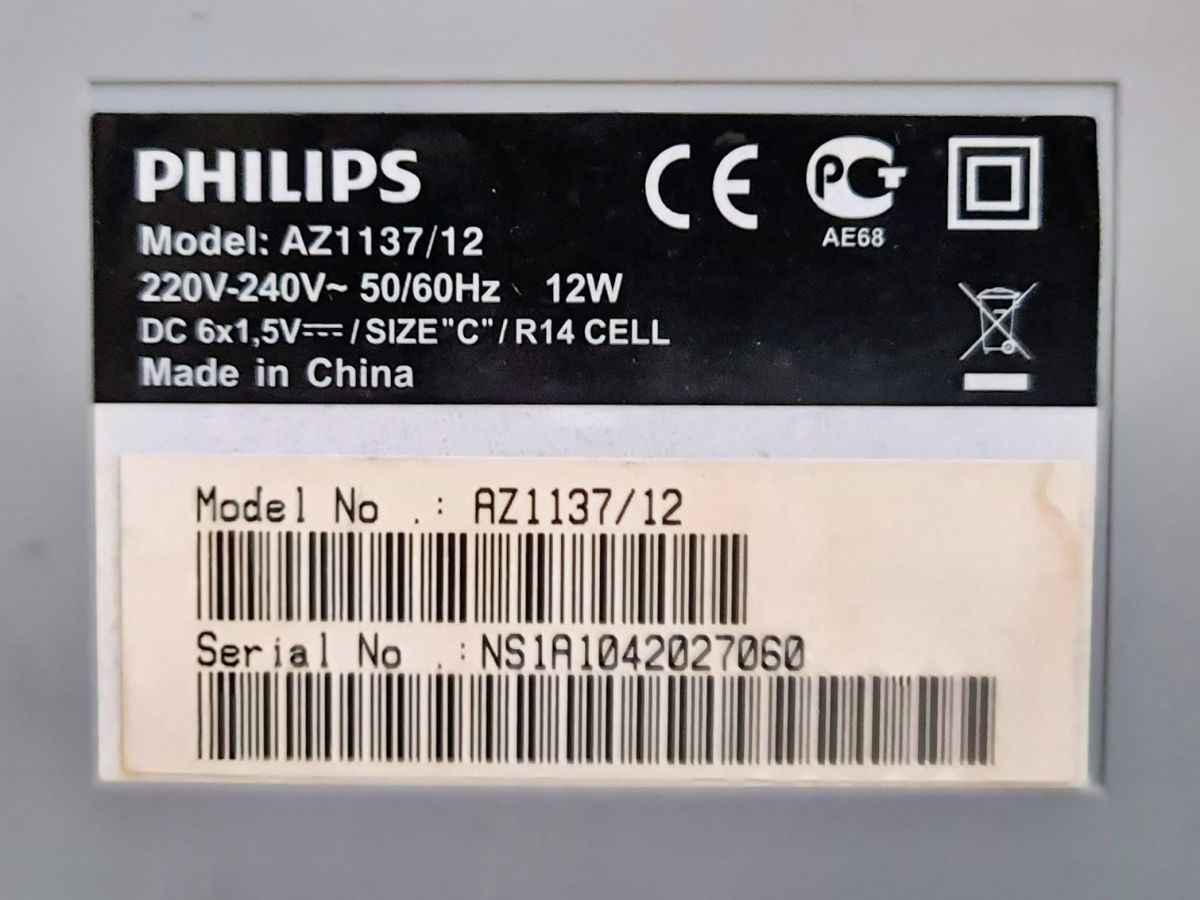 PHILIPS
Model: AZ1137/12
220V-240V~ 50/60Hz 12W
DC 6x1,5V⎓/SIZE"C"/R14 CELL
Made in China
CE
РСТ
AE68
Model No .: AZ1137/12
Serial No .: NS1A1042027060